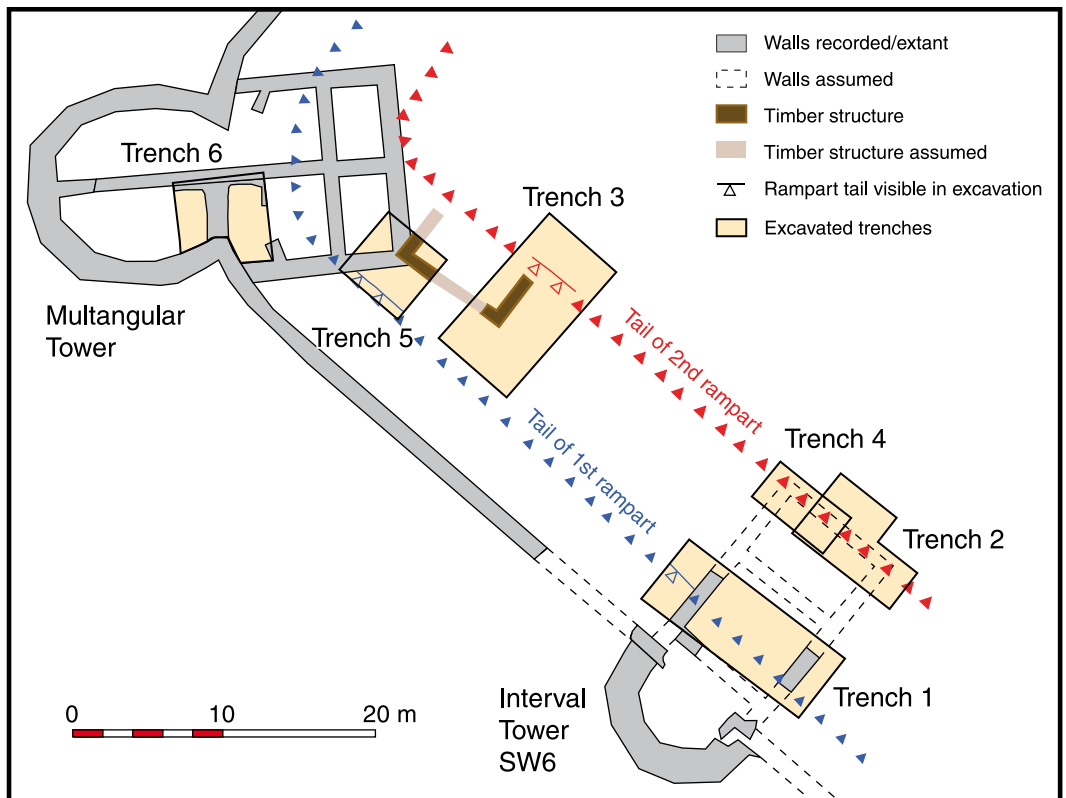 Walls recorded/extant
Walls assumed
Timber structure
Timber structure assumed
Rampart tail visible in excavation
Excavated trenches
Trench 6
Trench 3
Multangular
Tower
Trench 5
Tail of 2nd rampart
Tail of 1st rampart
Trench 4
Trench 2
Trench 1
Interval
Tower
SW6
0 10 20 m